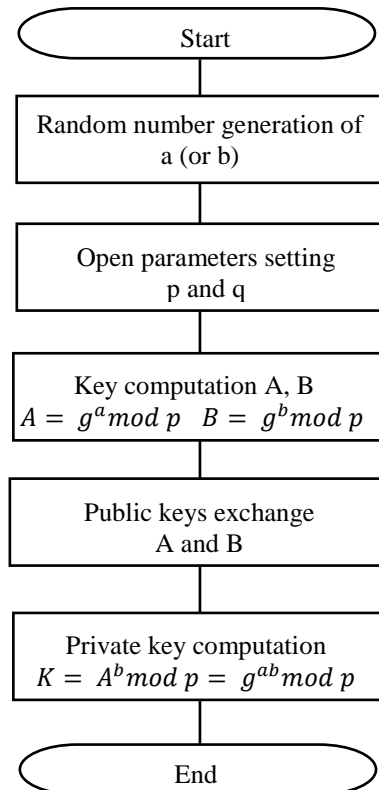 Start
Random number generation of
a (or b)
Open parameters setting
p and q
Key computation A, B
A = g^a mod p B = g^b mod p
Public keys exchange
A and B
Private key computation
K = A^b mod p = g^{ab} mod p
End